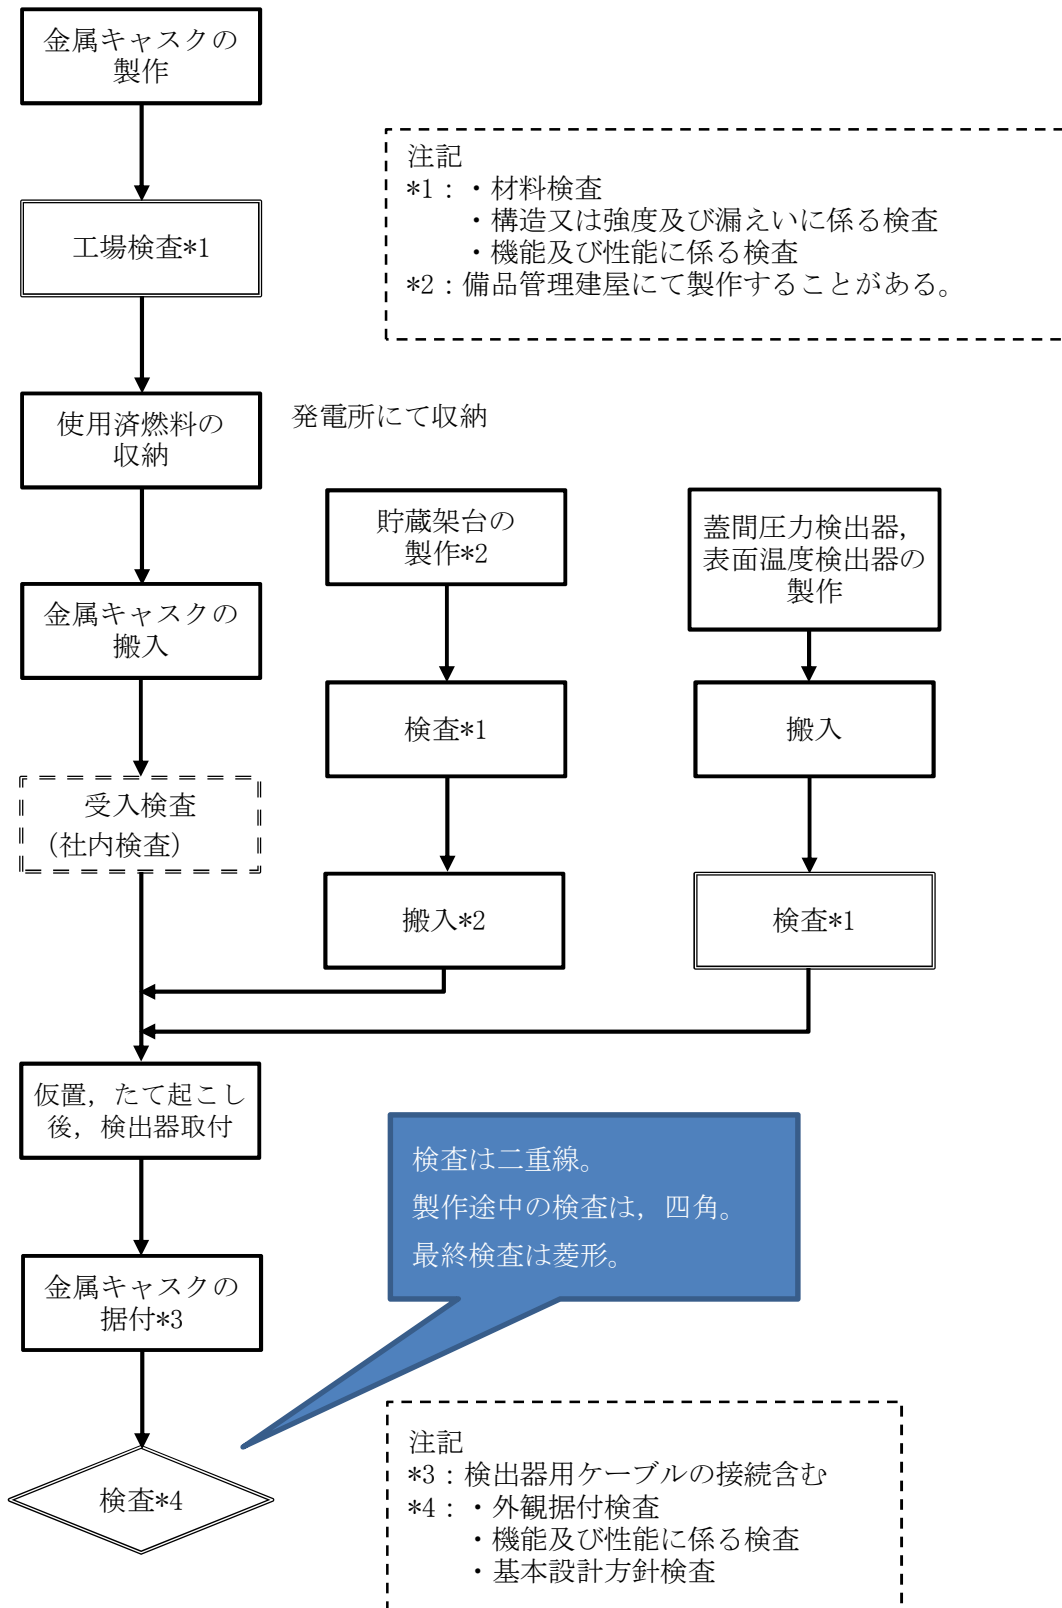 金属キャスクの
製作
注記
*1：・材料検査
・構造又は強度及び漏えいに係る検査
・機能及び性能に係る検査
*2：備品管理建屋にて製作することがある。
工場検査*1
使用済燃料の
収納
発電所にて収納
貯蔵架台の
製作*2
蓋間圧力検出器，
表面温度検出器の
製作
金属キャスクの
搬入
検査*1
搬入
受入検査
（社内検査）
搬入*2
検査*1
仮置，たて起こし
後，検出器取付
検査は二重線。
製作途中の検査は，四角。
最終検査は菱形。
金属キャスクの
据付*3
検査*4
注記
*3：検出器用ケーブルの接続含む
*4：・外観据付検査
・機能及び性能に係る検査
・基本設計方針検査